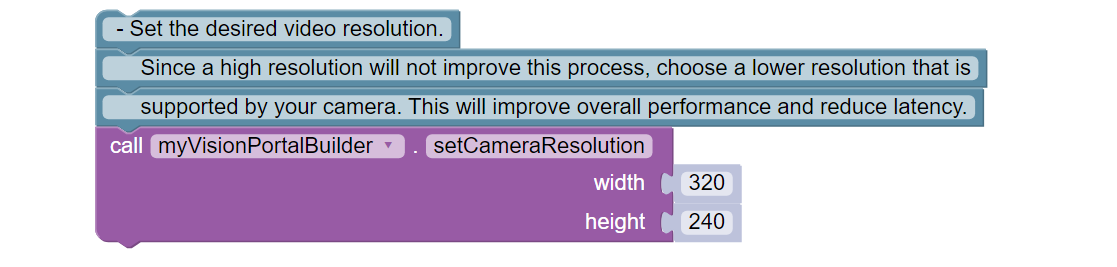 - Set the desired video resolution.
Since a high resolution will not improve this process, choose a lower resolution that is
supported by your camera. This will improve overall performance and reduce latency.
call myVisionPortalBuilder . setCameraResolution
width 320
height 240